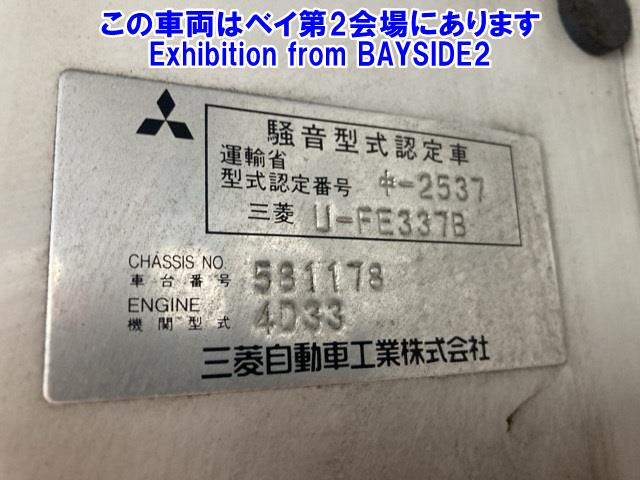 この車両はベイ第2会場にあります
Exhibition from BAYSIDE2
騒音型式認定車
運輸省
型式認定番号 中-2537
三菱 U-FE337B
CHASSIS NO.
車台番号 531178
ENGINE
機関型式 4D33
三菱自動車工業株式会社